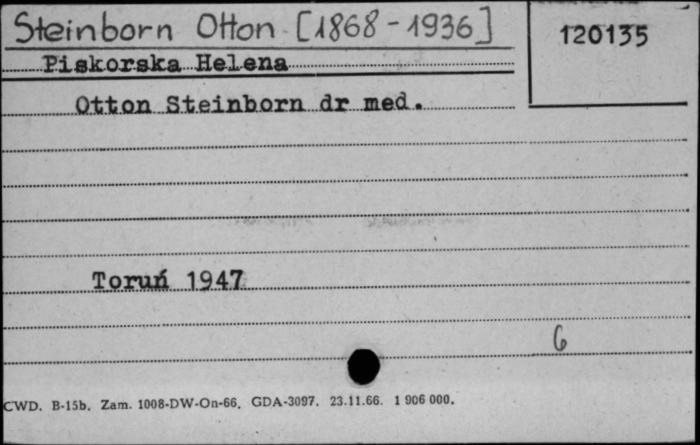 Steinborn Otton [1868-1936]
120135
Piskorska Helena
Otton Steinborn dr med.
Toruń 1947
6
CWD. B-15b. Zam. 1008-DW-On-66. GDA-3097. 23.11.66. 1 906 000.